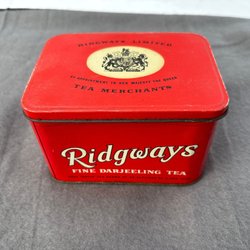 RIDGWAYS LIMITED
BY APPOINTMENT TO HER MAJESTY THE QUEEN
TEA MERCHANTS
Ridgways
FINE DARJEELING TEA